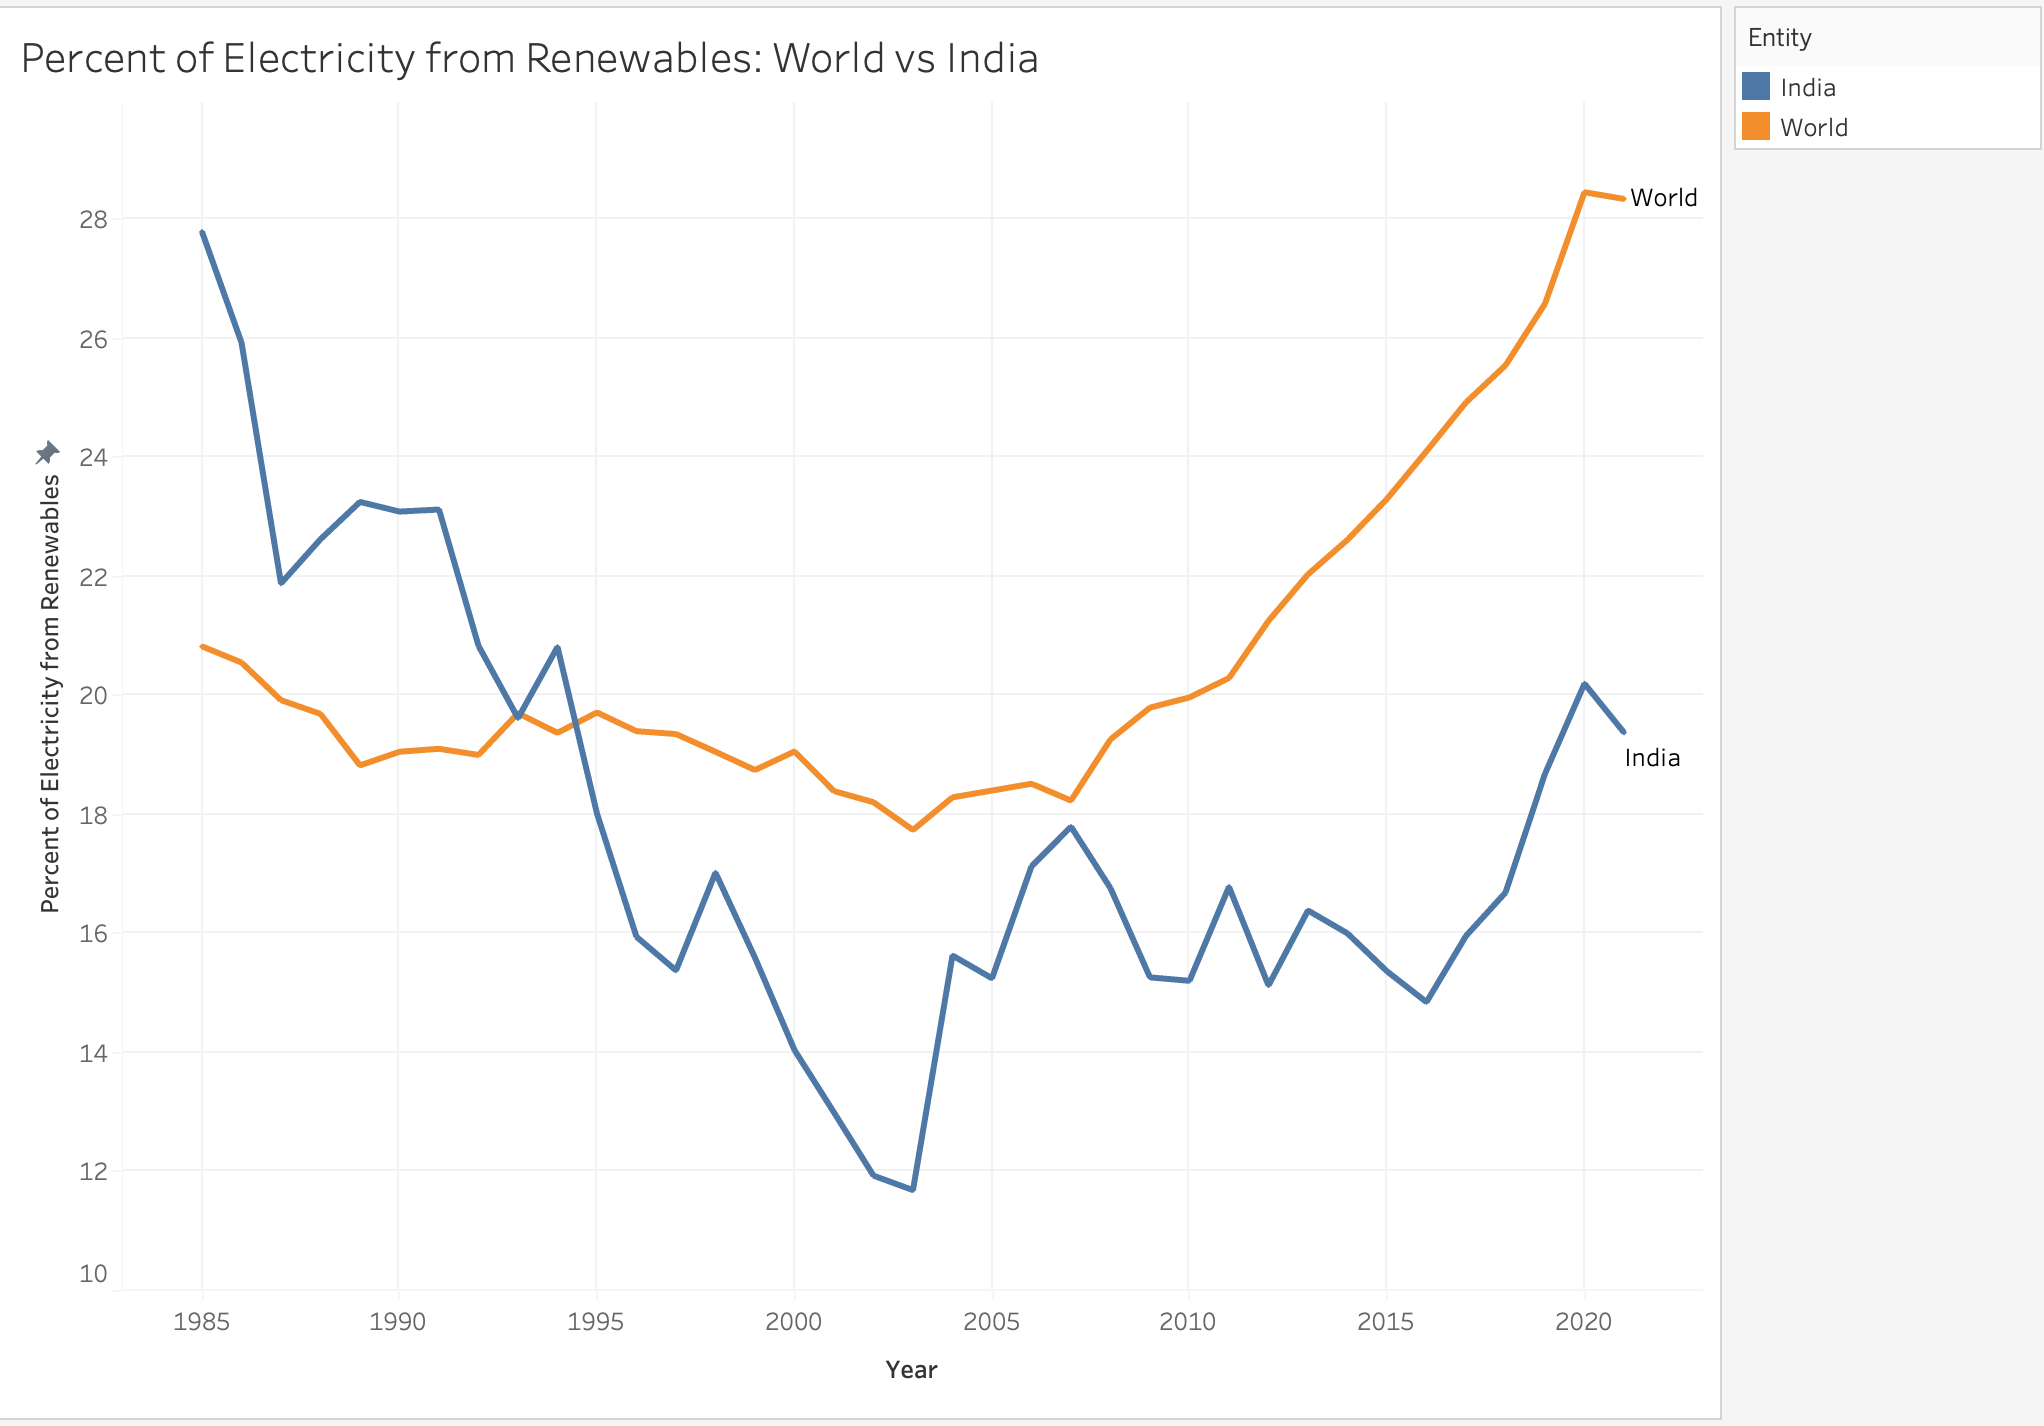 Percent of Electricity from Renewables: World vs India
Entity
India
World
Percent of Electricity from Renewables
28
26
24
22
20
18
16
14
12
10
World
India
1985 1990 1995 2000 2005 2010 2015 2020
Year